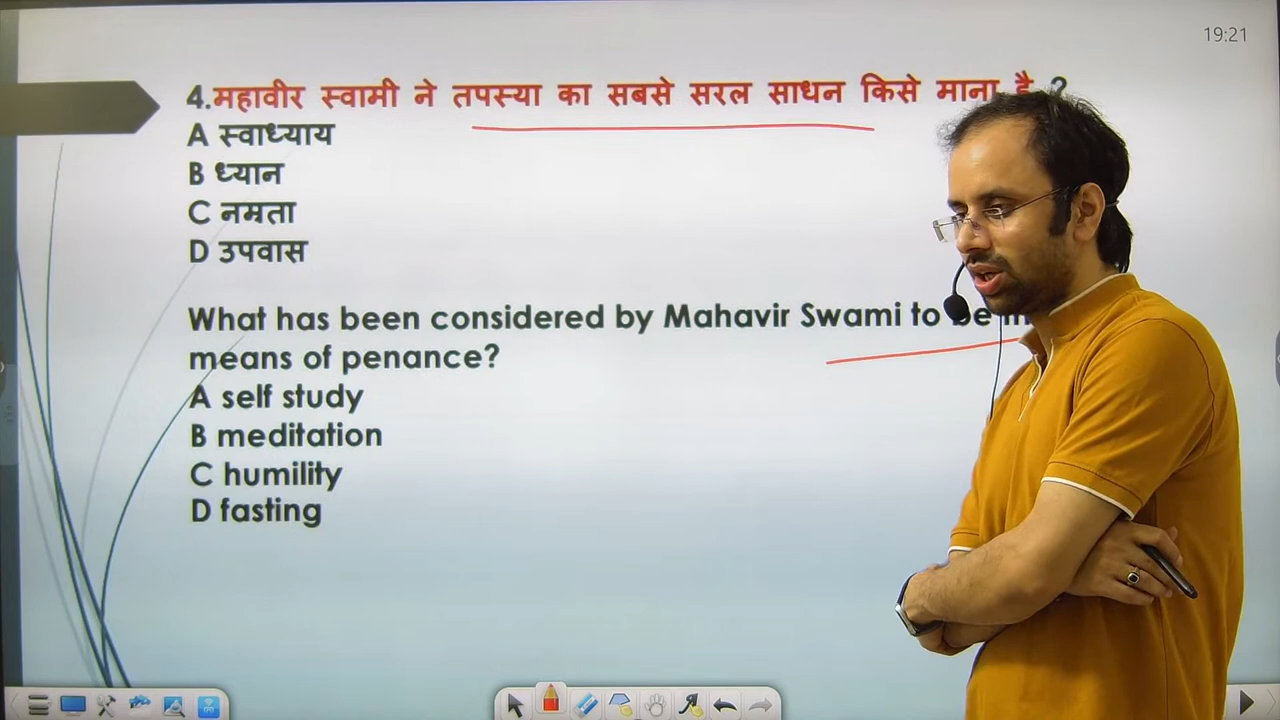 19:21
4.महावीर स्वामी ने तपस्या का सबसे सरल साधन किसे माना है ?
A स्वाध्याय
B ध्यान
C नम्रता
D उपवास
What has been considered by Mahavir Swami to be
means of penance?
A self study
B meditation
C humility
D fasting